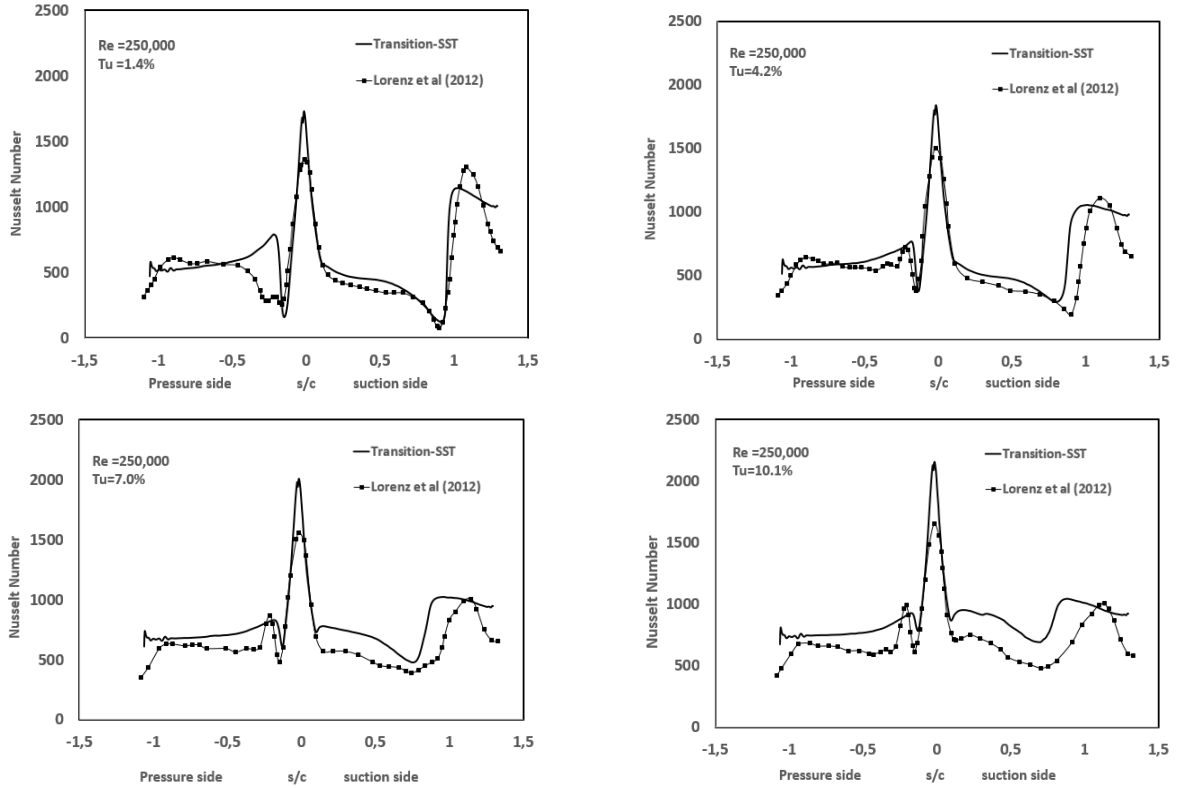 2500
2000
1500
1000
500
0
Nusselt Number
Re =250,000
Tu =1.4%
Transition-SST
Lorenz et al (2012)
-1,5
-1
-0,5
0
0,5
1
1,5
Pressure side
s/c
suction side
2500
2000
1500
1000
500
0
Nusselt Number
Re =250,000
Tu=4.2%
Transition-SST
Lorenz et al (2012)
-1,5
-1
-0,5
0
0,5
1
1,5
Pressure side
s/c
suction side
2500
2000
1500
1000
500
0
Nusselt Number
Re =250,000
Tu=7.0%
Transition-SST
Lorenz et al (2012)
-1,5
-1
-0,5
0
0,5
1
1,5
Pressure side
s/c
suction side
2500
2000
1500
1000
500
0
Nusselt Number
Re =250,000
Tu=10.1%
Transition-SST
Lorenz et al (2012)
-1,5
-1
-0,5
0
0,5
1
1,5
Pressure side
s/c
suction side